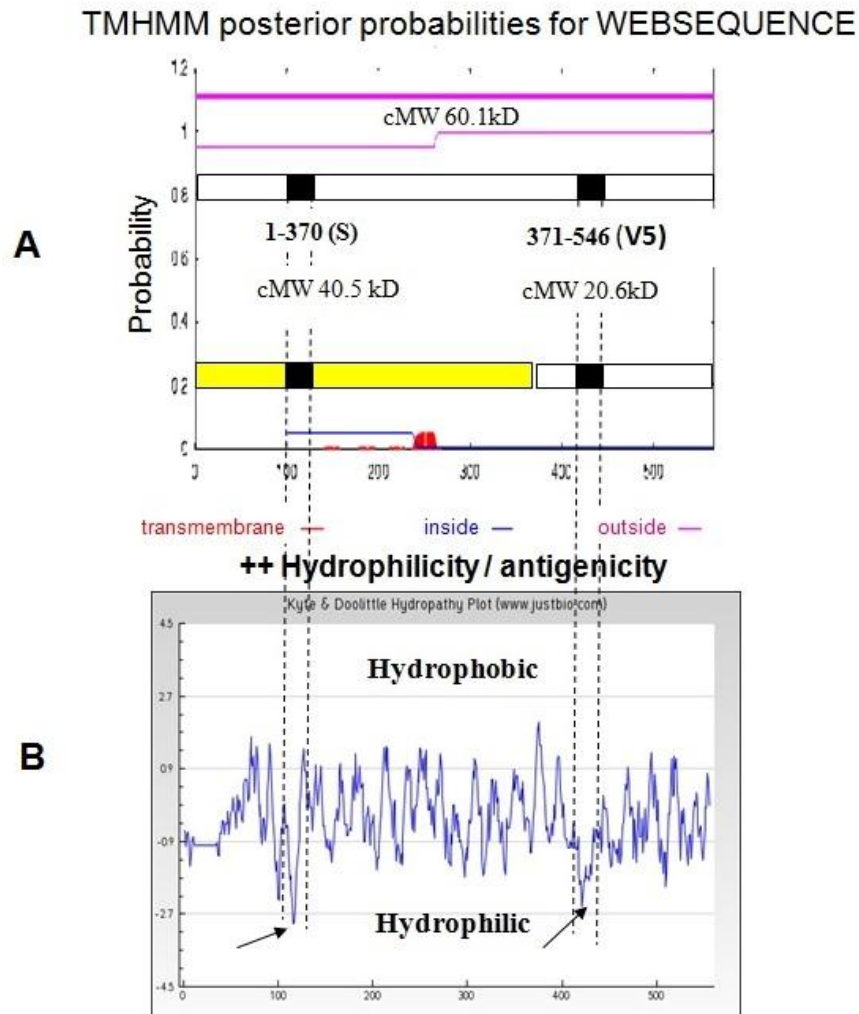 TMHMM posterior probabilities for WEBSEQUENCE
A
Probability
1.2
1
0.8
0.6
0.4
0.2
0
cMW 60.1kD
1-370 (S)
371-546 (V5)
cMW 40.5 kD
cMW 20.6kD
0 100 200 300 400 500
transmembrane
inside
outside
++ Hydrophilicity / antigenicity
B
Kyte & Doolittle Hydropathy Plot (www.justbio.com)
4.5
2.7
0.9
-0.9
-2.7
-4.5
Hydrophobic
Hydrophilic
0 100 200 300 400 500